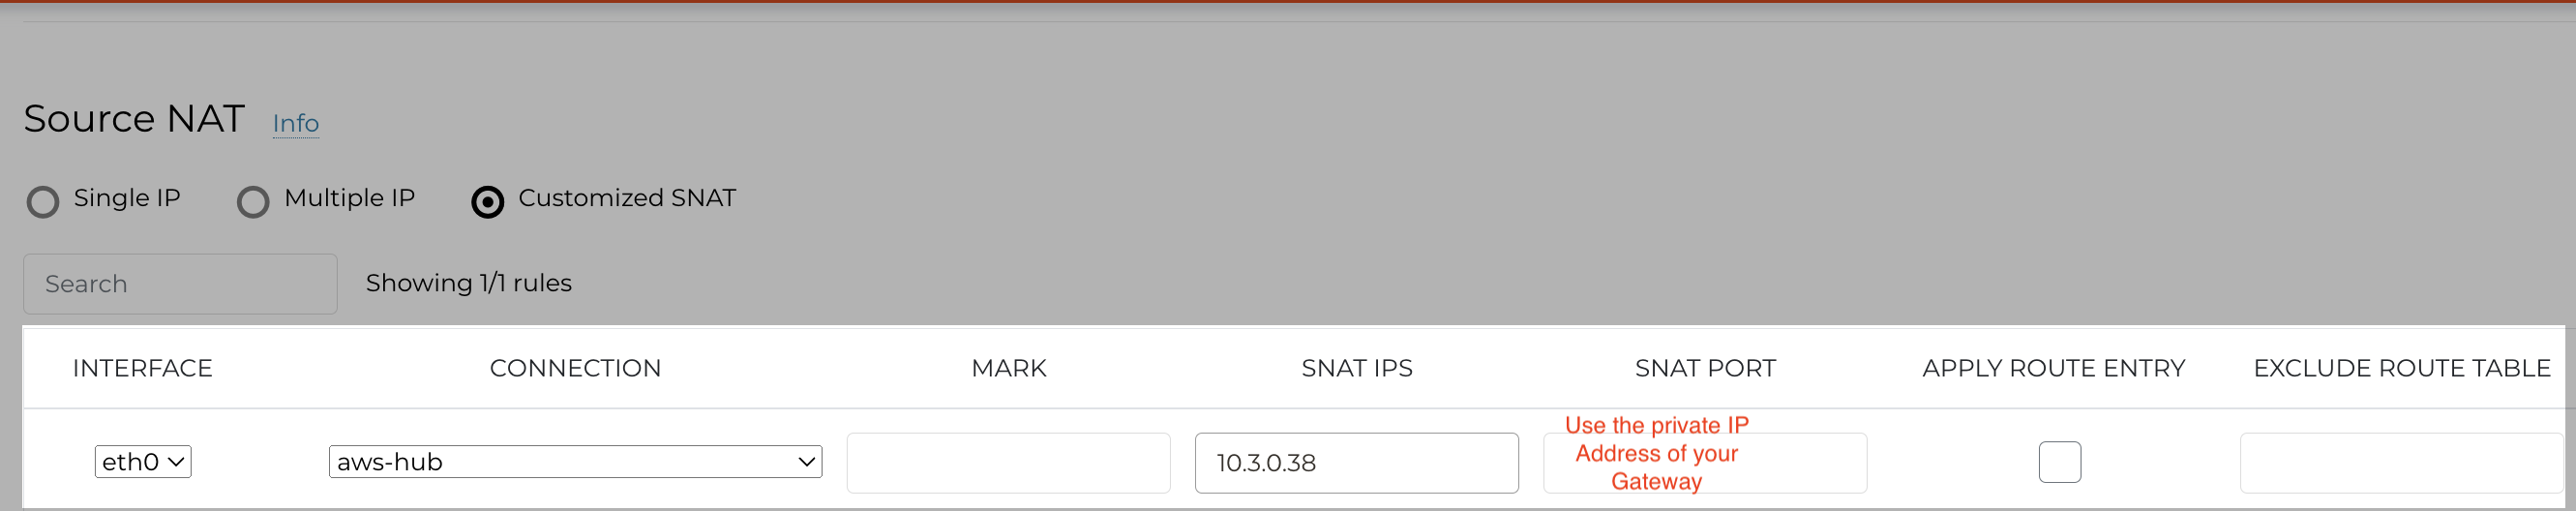 Source NAT Info
Single IP Multiple IP Customized SNAT
Search Showing 1/1 rules
INTERFACE CONNECTION MARK SNAT IPS SNAT PORT APPLY ROUTE ENTRY EXCLUDE ROUTE TABLE
eth0 aws-hub 10.3.0.38
Use the private IP
Address of your
Gateway